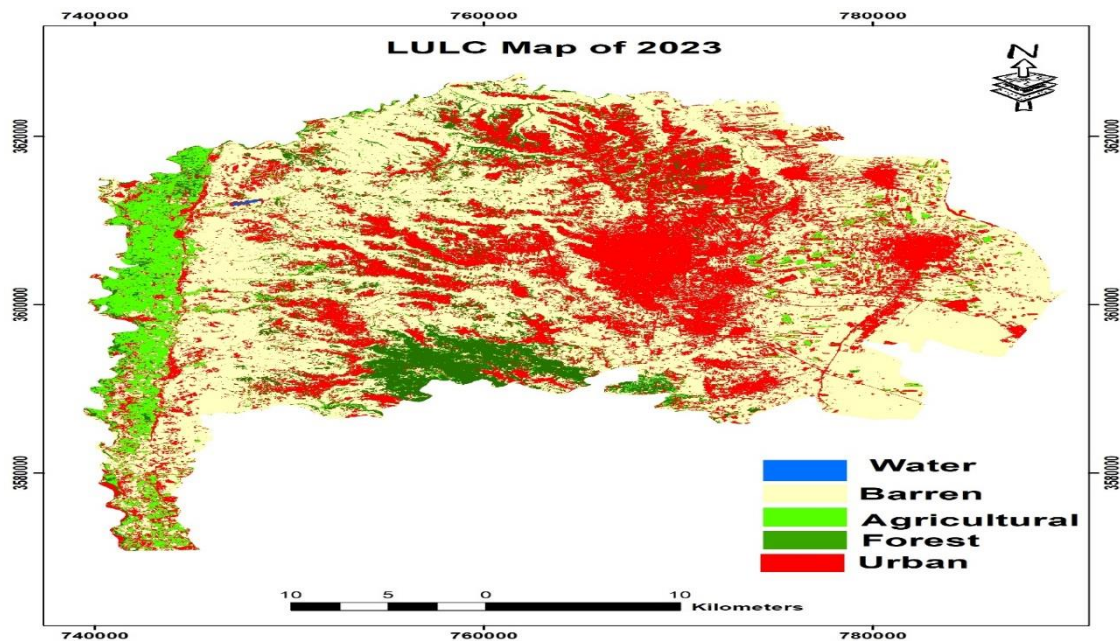 740000 760000 780000
LULC Map of 2023
N
3620000 3620000
3600000 3600000
3580000 3580000
Water
Barren
Agricultural
Forest
Urban
10 5 0 10
Kilometers
740000 760000 780000